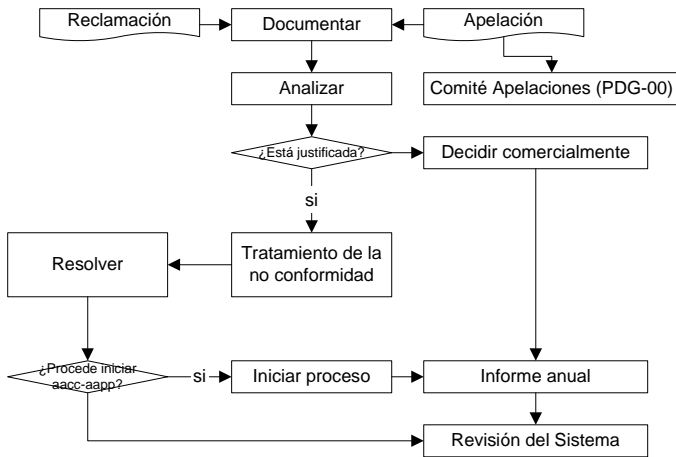 Reclamación
Documentar
Apelación
Analizar
Comité Apelaciones (PDG-00)
¿Está justificada?
Decidir comercialmente
si
Resolver
Tratamiento de la
no conformidad
¿Procede iniciar
aacc-aapp?
si
Iniciar proceso
Informe anual
Revisión del Sistema